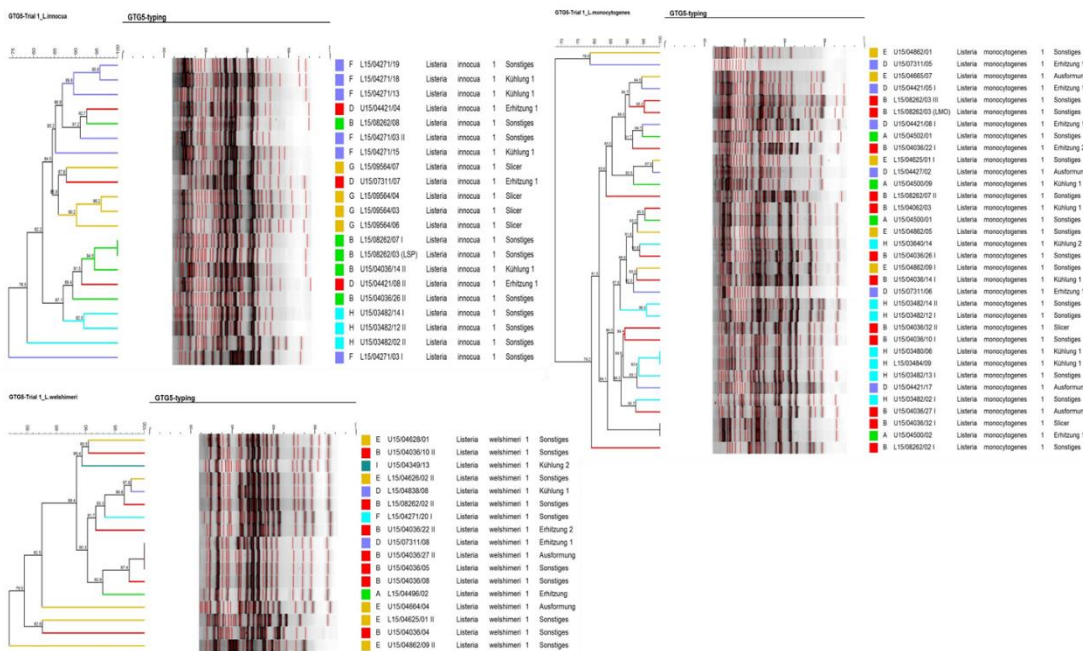 GTG5-Trial 1_L.innocua
GTG5-typing
F L15/04271/19 Listeria innocua 1 Sonstiges
F L15/04271/18 Listeria innocua 1 Kühlung 1
F L15/04271/13 Listeria innocua 1 Kühlung 1
D U15/04421/04 Listeria innocua 1 Erhitzung 1
B L15/08262/08 Listeria innocua 1 Sonstiges
F L15/04271/03 II Listeria innocua 1 Sonstiges
F L15/04271/15 Listeria innocua 1 Kühlung 1
G L15/09564/07 Listeria innocua 1 Slicer
D U15/07311/07 Listeria innocua 1 Erhitzung 1
G L15/09564/04 Listeria innocua 1 Slicer
G L15/09564/03 Listeria innocua 1 Slicer
G L15/09564/06 Listeria innocua 1 Slicer
B L15/08262/07 I Listeria innocua 1 Sonstiges
B L15/08262/03 (LSP) Listeria innocua 1 Sonstiges
B U15/04036/14 II Listeria innocua 1 Kühlung 1
D U15/04421/08 II Listeria innocua 1 Erhitzung 1
B U15/04036/26 II Listeria innocua 1 Sonstiges
H U15/03482/14 I Listeria innocua 1 Sonstiges
H U15/03482/12 II Listeria innocua 1 Sonstiges
H U15/03482/02 II Listeria innocua 1 Sonstiges
F L15/04271/03 I Listeria innocua 1 Sonstiges
GTG5-Trial 1_L.welshimeri
GTG5-typing
E U15/04628/01 Listeria welshimeri 1 Sonstiges
B U15/04036/10 II Listeria welshimeri 1 Sonstiges
I U15/04349/13 Listeria welshimeri 1 Kühlung 2
E L15/04626/02 II Listeria welshimeri 1 Sonstiges
D L15/04838/08 Listeria welshimeri 1 Kühlung 1
B L15/08262/02 II Listeria welshimeri 1 Sonstiges
F L15/04271/20 I Listeria welshimeri 1 Sonstiges
B U15/04036/22 II Listeria welshimeri 1 Erhitzung 2
D U15/07311/08 Listeria welshimeri 1 Erhitzung 1
B U15/04036/27 II Listeria welshimeri 1 Ausformung
B U15/04036/05 Listeria welshimeri 1 Sonstiges
B U15/04036/08 Listeria welshimeri 1 Sonstiges
A L15/04496/02 Listeria welshimeri 1 Erhitzung
E U15/04664/04 Listeria welshimeri 1 Ausformung
E L15/04625/01 II Listeria welshimeri 1 Sonstiges
B U15/04036/04 Listeria welshimeri 1 Sonstiges
E U15/04862/09 II Listeria welshimeri 1 Sonstiges
GTG5-Trial 1_L.monocytogenes
GTG5-typing
E U15/04862/01 Listeria monocytogenes 1 Sonstiges
D U15/07311/05 Listeria monocytogenes 1 Erhitzung 1
E U15/04665/07 Listeria monocytogenes 1 Ausformur
D U15/04421/05 I Listeria monocytogenes 1 Erhitzung 1
B L15/08262/03 III Listeria monocytogenes 1 Sonstiges
B L15/08262/03 (LMO) Listeria monocytogenes 1 Sonstiges
D U15/04421/08 I Listeria monocytogenes 1 Erhitzung 1
A U15/04502/01 Listeria monocytogenes 1 Sonstiges
B U15/04036/22 I Listeria monocytogenes 1 Erhitzung 2
E L15/04625/01 I Listeria monocytogenes 1 Sonstiges
D L15/04427/02 Listeria monocytogenes 1 Ausformur
A U15/04500/09 Listeria monocytogenes 1 Kühlung 1
B L15/08262/07 II Listeria monocytogenes 1 Sonstiges
B L15/04062/03 Listeria monocytogenes 1 Kühlung 1
A U15/04500/01 Listeria monocytogenes 1 Sonstiges
E U15/04862/05 Listeria monocytogenes 1 Sonstiges
H U15/03640/14 Listeria monocytogenes 1 Kühlung 2
B U15/04036/26 I Listeria monocytogenes 1 Sonstiges
E U15/04862/09 I Listeria monocytogenes 1 Sonstiges
B U15/04036/14 I Listeria monocytogenes 1 Kühlung 1
D U15/07311/06 Listeria monocytogenes 1 Erhitzung 1
H U15/03482/14 II Listeria monocytogenes 1 Sonstiges
H U15/03482/12 I Listeria monocytogenes 1 Sonstiges
B U15/04036/32 II Listeria monocytogenes 1 Slicer
B U15/04036/10 I Listeria monocytogenes 1 Sonstiges
H U15/03480/06 Listeria monocytogenes 1 Kühlung 1
H L15/03484/09 Listeria monocytogenes 1 Kühlung 1
H U15/03482/13 I Listeria monocytogenes 1 Sonstiges
D U15/04421/17 Listeria monocytogenes 1 Ausformur
H U15/03482/02 I Listeria monocytogenes 1 Sonstiges
B U15/04036/27 I Listeria monocytogenes 1 Ausformur
B U15/04036/32 I Listeria monocytogenes 1 Slicer
A U15/04500/02 Listeria monocytogenes 1 Erhitzung 1
B L15/08262/02 I Listeria monocytogenes 1 Sonstiges